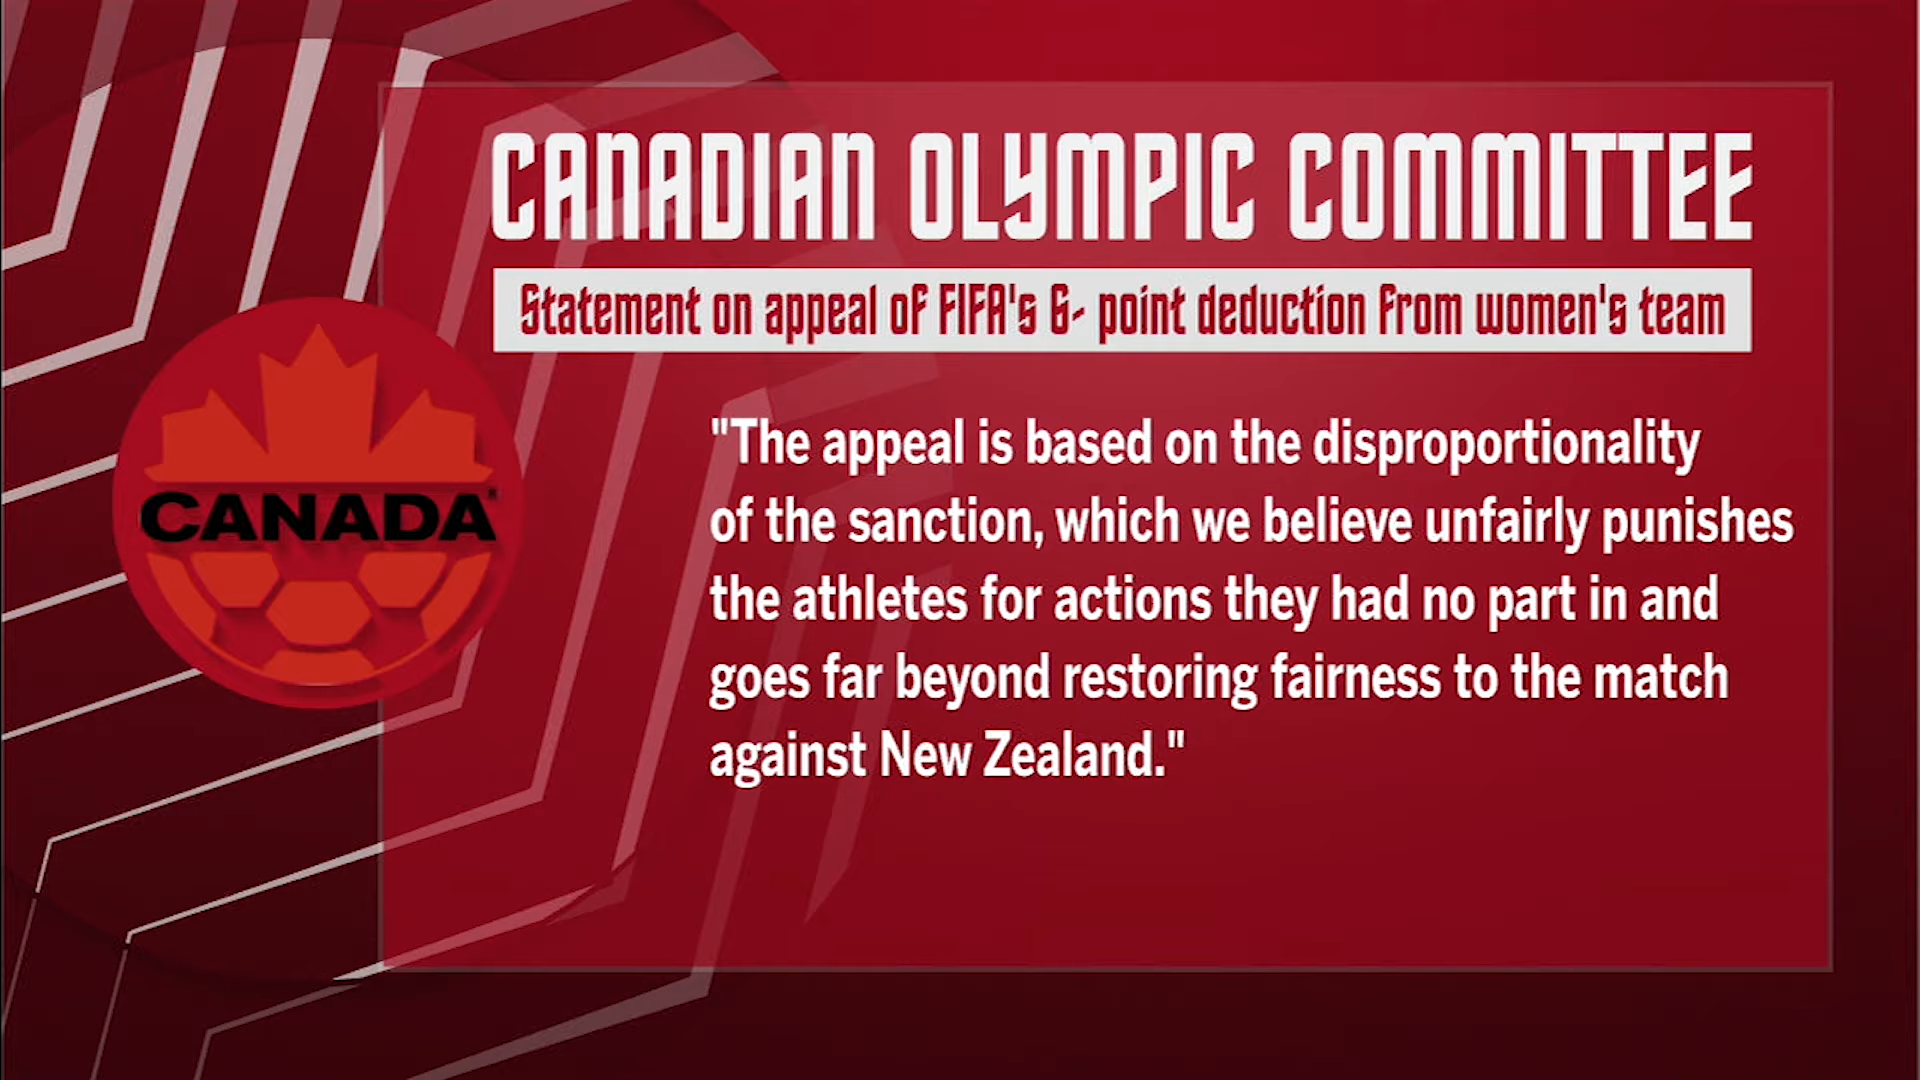 CANADIAN OLYMPIC COMMITTEE
Statement on appeal of FIFA's 6- point deduction from women's team
CANADA
"The appeal is based on the disproportionality
of the sanction, which we believe unfairly punishes
the athletes for actions they had no part in and
goes far beyond restoring fairness to the match
against New Zealand."